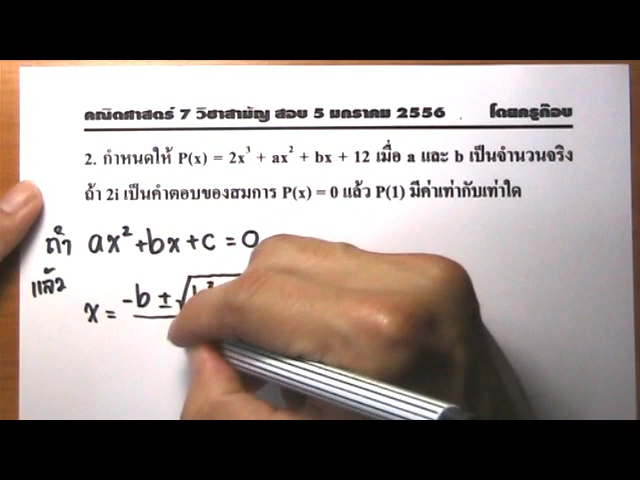 คณิตศาสตร์ 7 วิชาสามัญ สอบ 5 มกราคม 2556 โดยครูก๊อบ
2. กำหนดให้ P(x) = 2x³ + ax² + bx + 12 เมื่อ a และ b เป็นจำนวนจริง
ถ้า 2i เป็นคำตอบของสมการ P(x) = 0 แล้ว P(1) มีค่าเท่ากับเท่าใด
ถ้า ax² + bx + c = 0
แล้ว
x = -b ± √b²